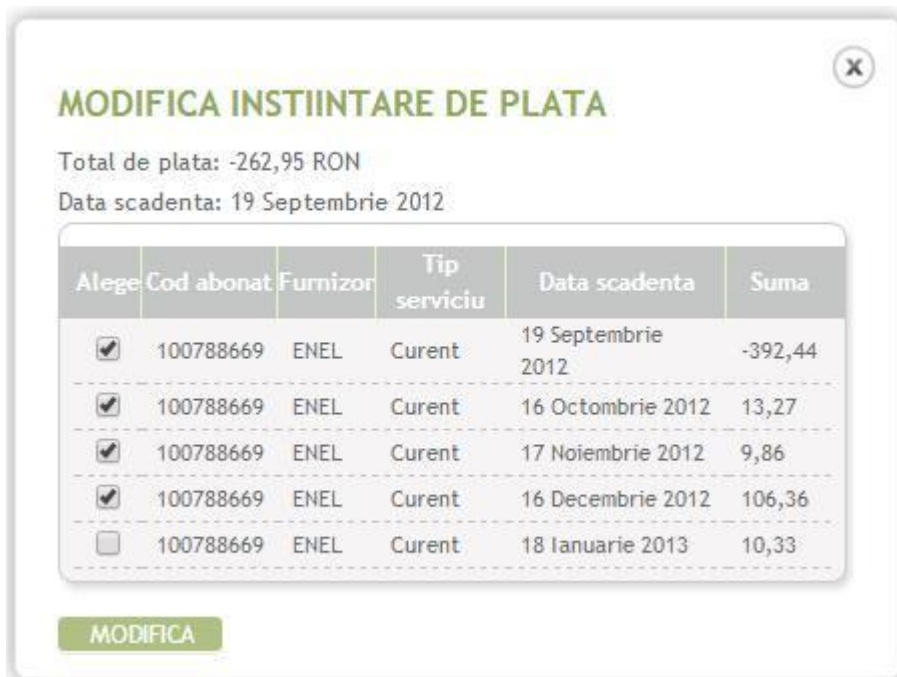 x
MODIFICA INSTIINTARE DE PLATA
Total de plata: -262,95 RON
Data scadenta: 19 Septembrie 2012
Alege Cod abonat Furnizor Tip serviciu Data scadenta Suma
100788669 ENEL Curent 19 Septembrie 2012 -392,44
100788669 ENEL Curent 16 Octombrie 2012 13,27
100788669 ENEL Curent 17 Noiembrie 2012 9,86
100788669 ENEL Curent 16 Decembrie 2012 106,36
100788669 ENEL Curent 18 Ianuarie 2013 10,33
MODIFICA